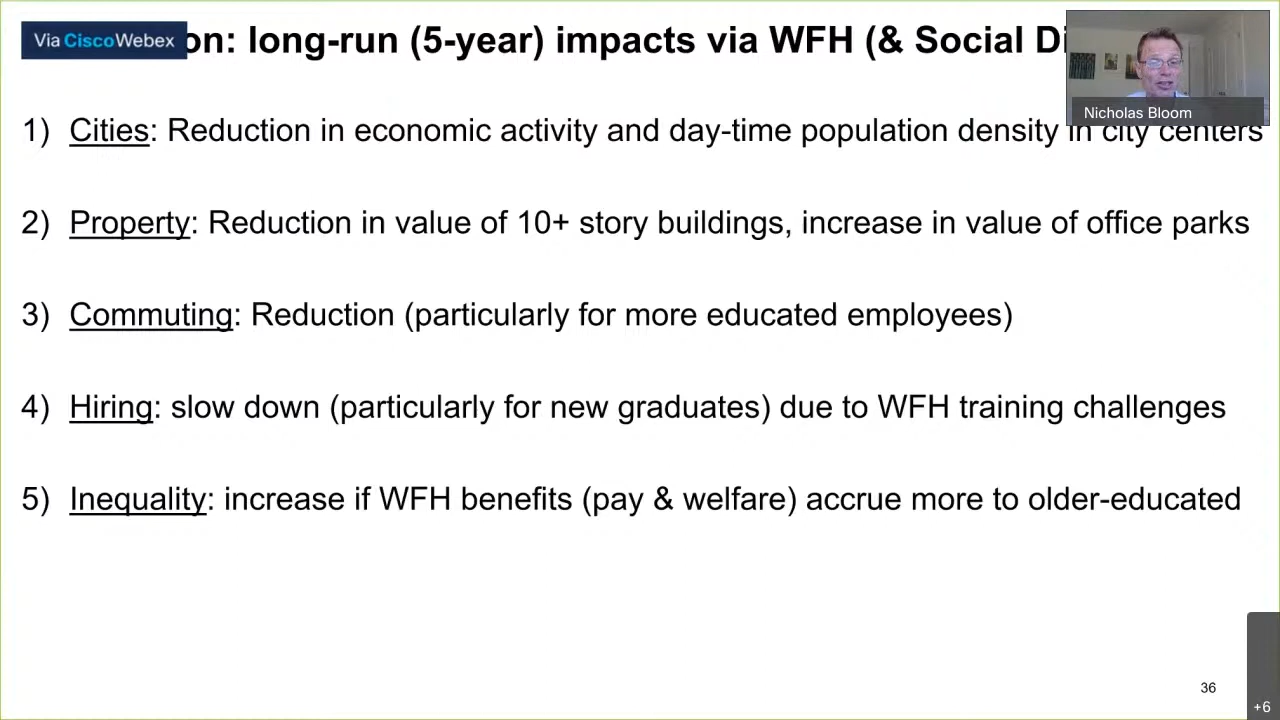 Via Cisco Webex
on: long-run (5-year) impacts via WFH (& Social Di
Nicholas Bloom
1) Cities: Reduction in economic activity and day-time population density in city centers
2) Property: Reduction in value of 10+ story buildings, increase in value of office parks
3) Commuting: Reduction (particularly for more educated employees)
4) Hiring: slow down (particularly for new graduates) due to WFH training challenges
5) Inequality: increase if WFH benefits (pay & welfare) accrue more to older-educated
36
+6